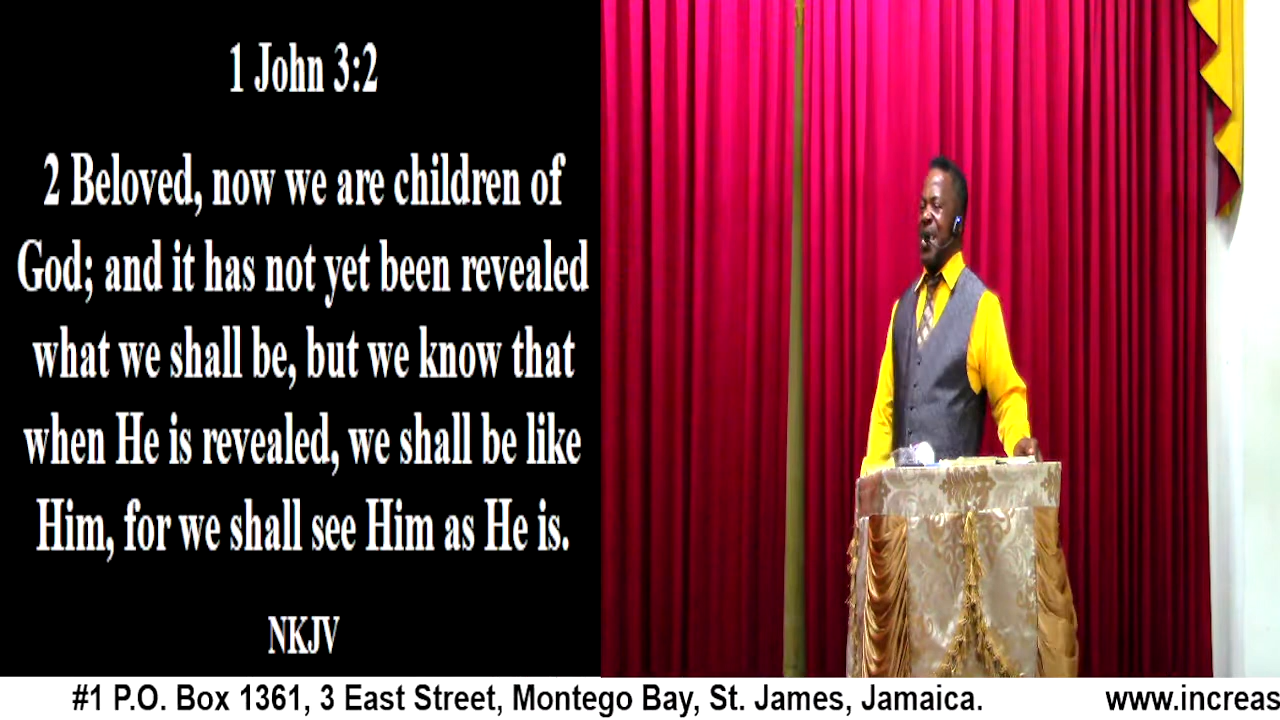 1 John 3:2
2 Beloved, now we are children of
God; and it has not yet been revealed
what we shall be, but we know that
when He is revealed, we shall be like
Him, for we shall see Him as He is.
NKJV
#1 P.O. Box 1361, 3 East Street, Montego Bay, St. James, Jamaica. www.increas